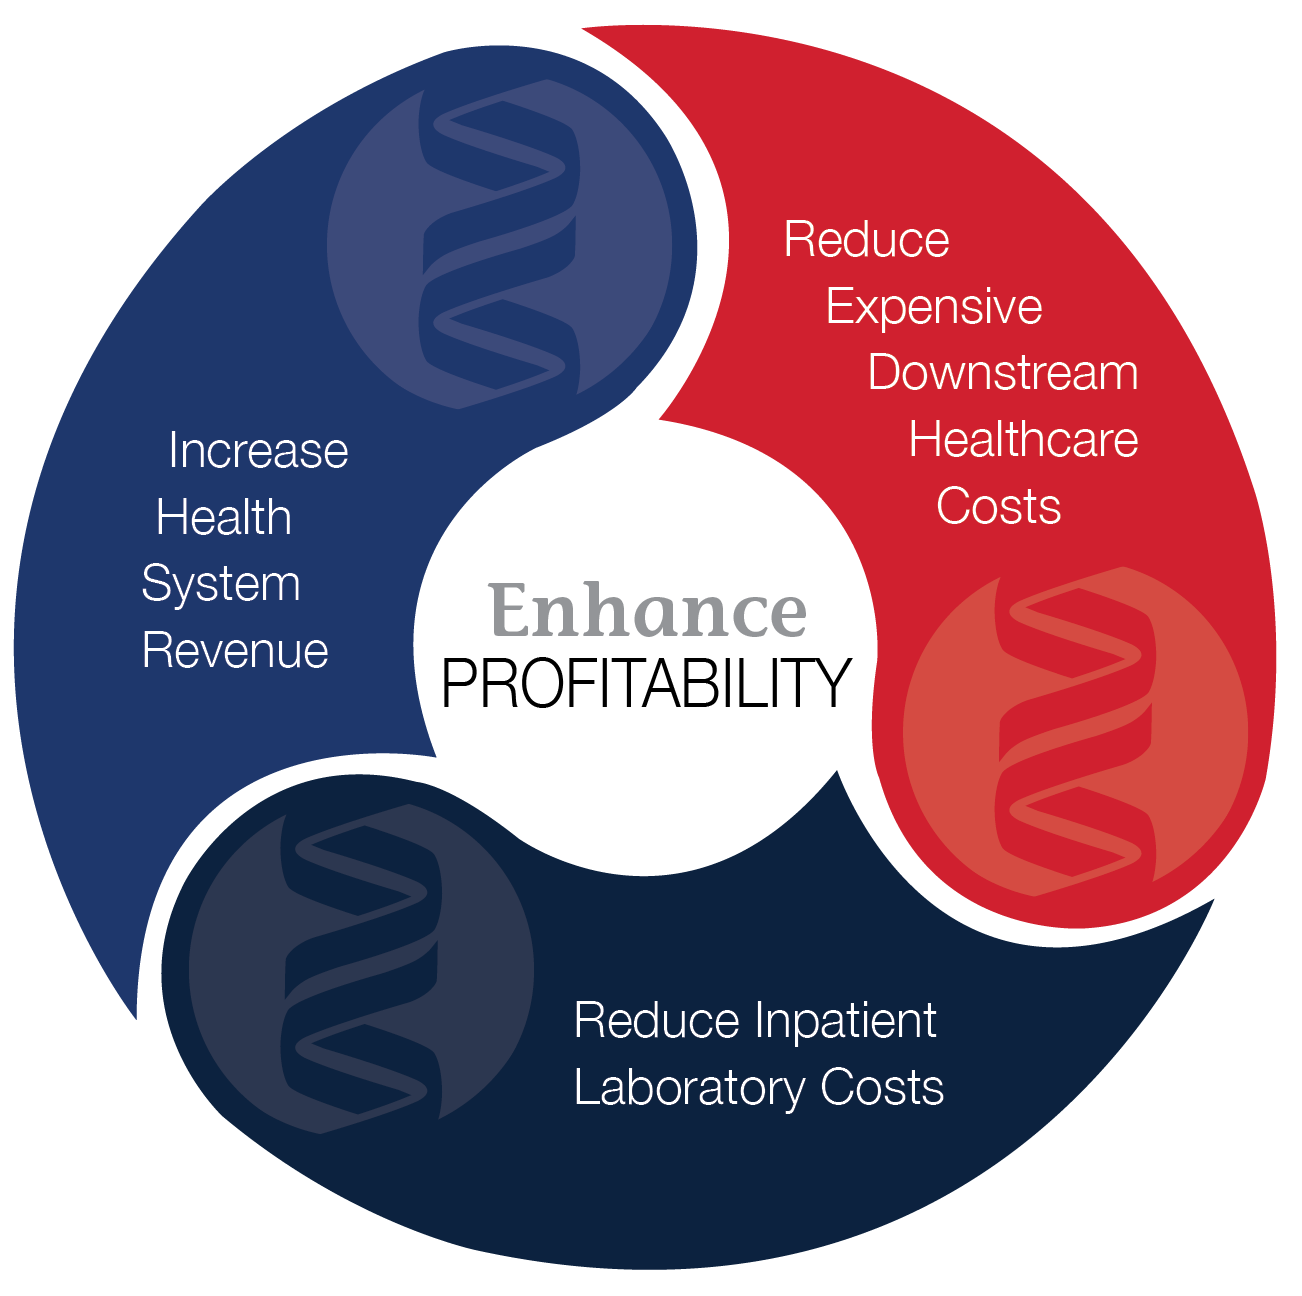 Reduce
Expensive
Downstream
Healthcare
Costs
Increase
Health
System
Revenue
Enhance
PROFITABILITY
Reduce Inpatient
Laboratory Costs